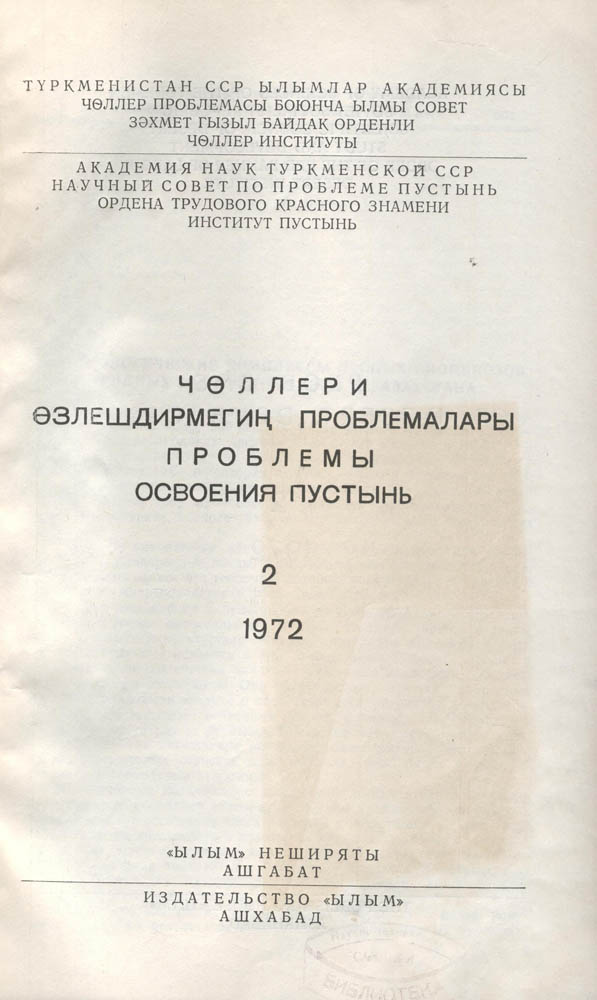 ТҮРКМЕНИСТАН ССР ЫЛЫМЛАР АКАДЕМИЯСЫ
ЧӨЛЛЕР ПРОБЛЕМАСЫ БОЮНЧА ЫЛМЫ СОВЕТ
ЗӘХМЕТ ГЫЗЫЛ БАЙДАК ОРДЕНЛИ
ЧӨЛЛЕР ИНСТИТУТЫ
АКАДЕМИЯ НАУК ТУРКМЕНСКОЙ ССР
НАУЧНЫЙ СОВЕТ ПО ПРОБЛЕМЕ ПУСТЫНЬ
ОРДЕНА ТРУДОВОГО КРАСНОГО ЗНАМЕНИ
ИНСТИТУТ ПУСТЫНЬ
ЧӨЛЛЕРИ
ӨЗЛЕШДИРМЕГИҢ ПРОБЛЕМАЛАРЫ
ПРОБЛЕМЫ
ОСВОЕНИЯ ПУСТЫНЬ
2
1972
«ЫЛЫМ» НЕШИРЯТЫ
АШГАБАТ
ИЗДАТЕЛЬСТВО «ЫЛЫМ»
АШХАБАД
БИБЛИОТЕКА